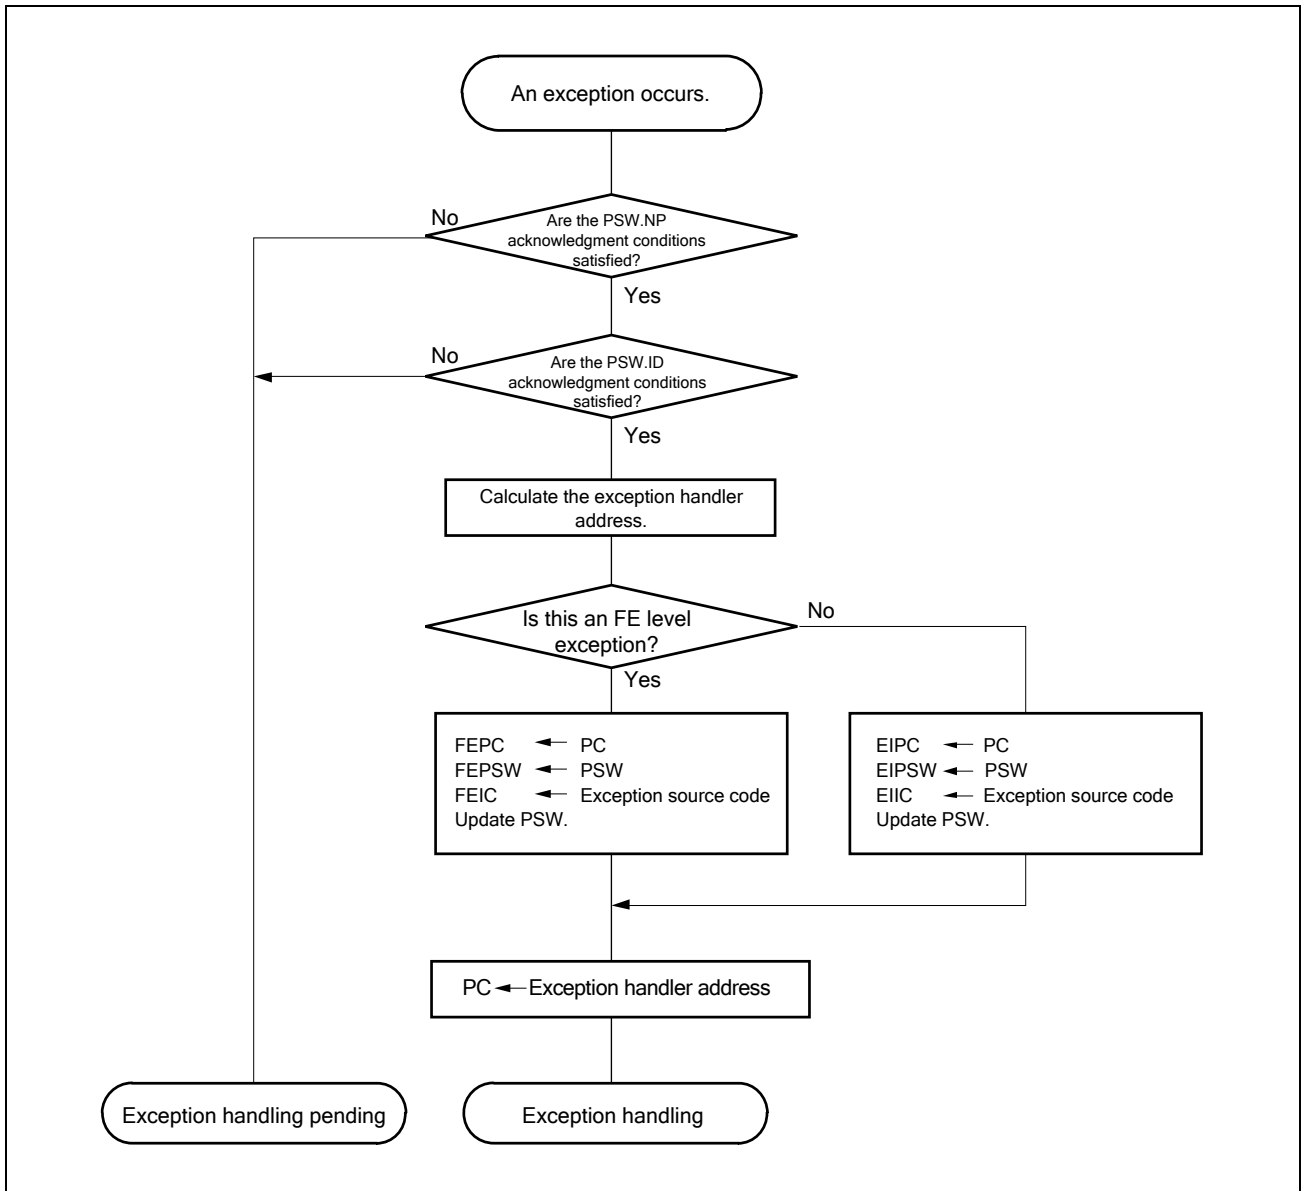 An exception occurs.
No
Are the PSW.NP
acknowledgment conditions
satisfied?
Yes
No
Are the PSW.ID
acknowledgment conditions
satisfied?
Yes
Calculate the exception handler
address.
Is this an FE level
exception?
No
Yes
FEPC ← PC
FEPSW ← PSW
FEIC ← Exception source code
Update PSW.
EIPC ← PC
EIPSW ← PSW
EIIC ← Exception source code
Update PSW.
PC ← Exception handler address
Exception handling pending
Exception handling